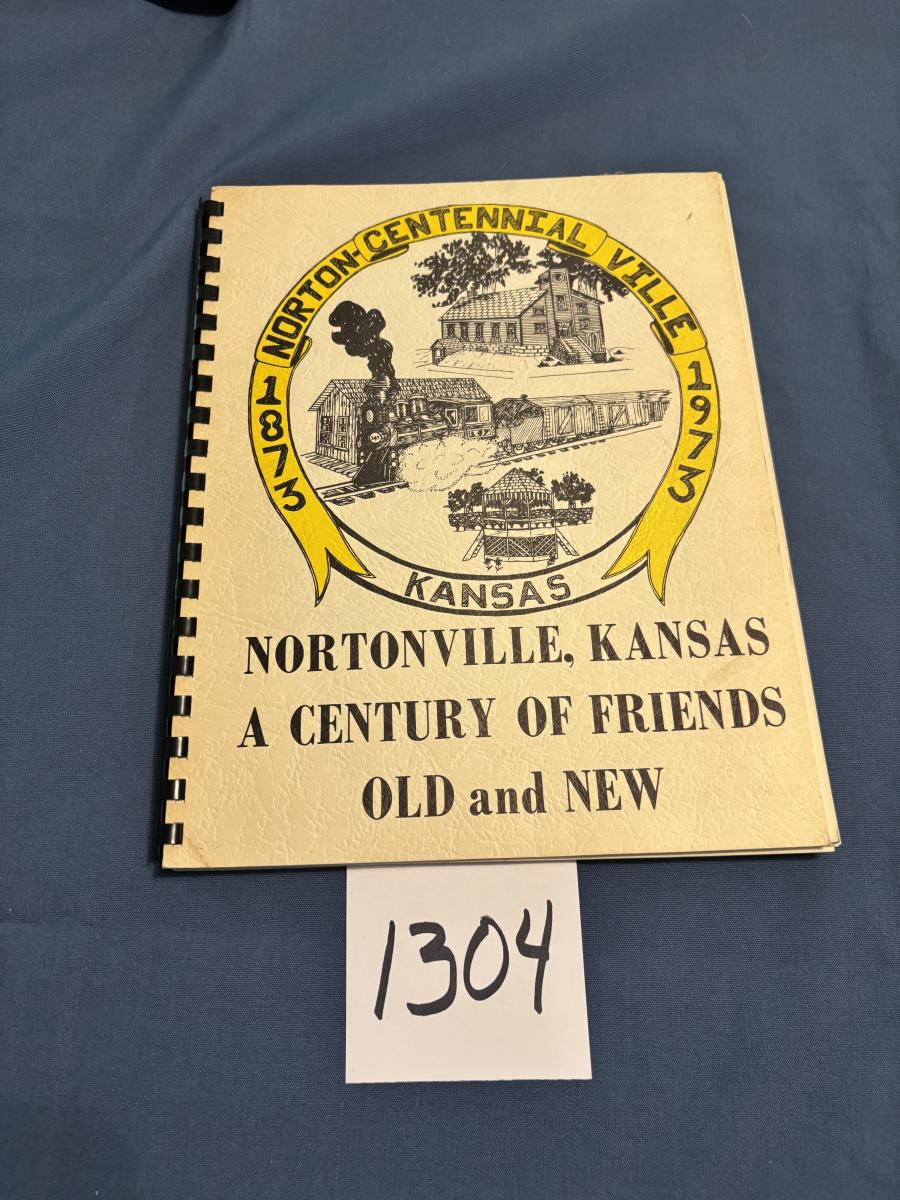 NORTON-CENTENNIAL VILLE
1873 1973
KANSAS
NORTONVILLE, KANSAS
A CENTURY OF FRIENDS
OLD and NEW
1304